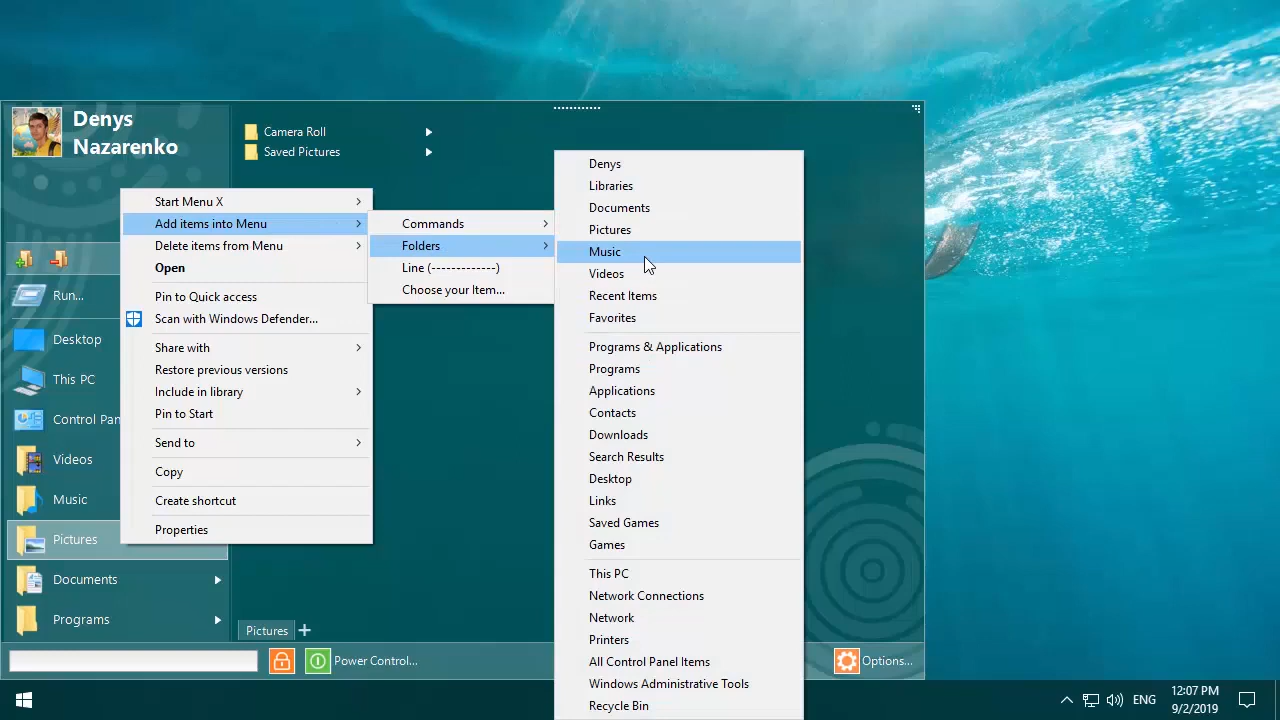 Denys
Nazarenko
Run...
Desktop
This PC
Control Pan
Videos
Music
Pictures
Documents
Programs
Camera Roll
Saved Pictures
Start Menu X
Add items into Menu
Delete items from Menu
Open
Pin to Quick access
Scan with Windows Defender...
Share with
Restore previous versions
Include in library
Pin to Start
Send to
Copy
Create shortcut
Properties
Commands
Folders
Line (-------------)
Choose your Item...
Denys
Libraries
Documents
Pictures
Music
Videos
Recent Items
Favorites
Programs & Applications
Programs
Applications
Contacts
Downloads
Search Results
Desktop
Links
Saved Games
Games
This PC
Network Connections
Network
Printers
All Control Panel Items
Windows Administrative Tools
Recycle Bin
Pictures +
Power Control...
Options...
ENG
12:07 PM
9/2/2019